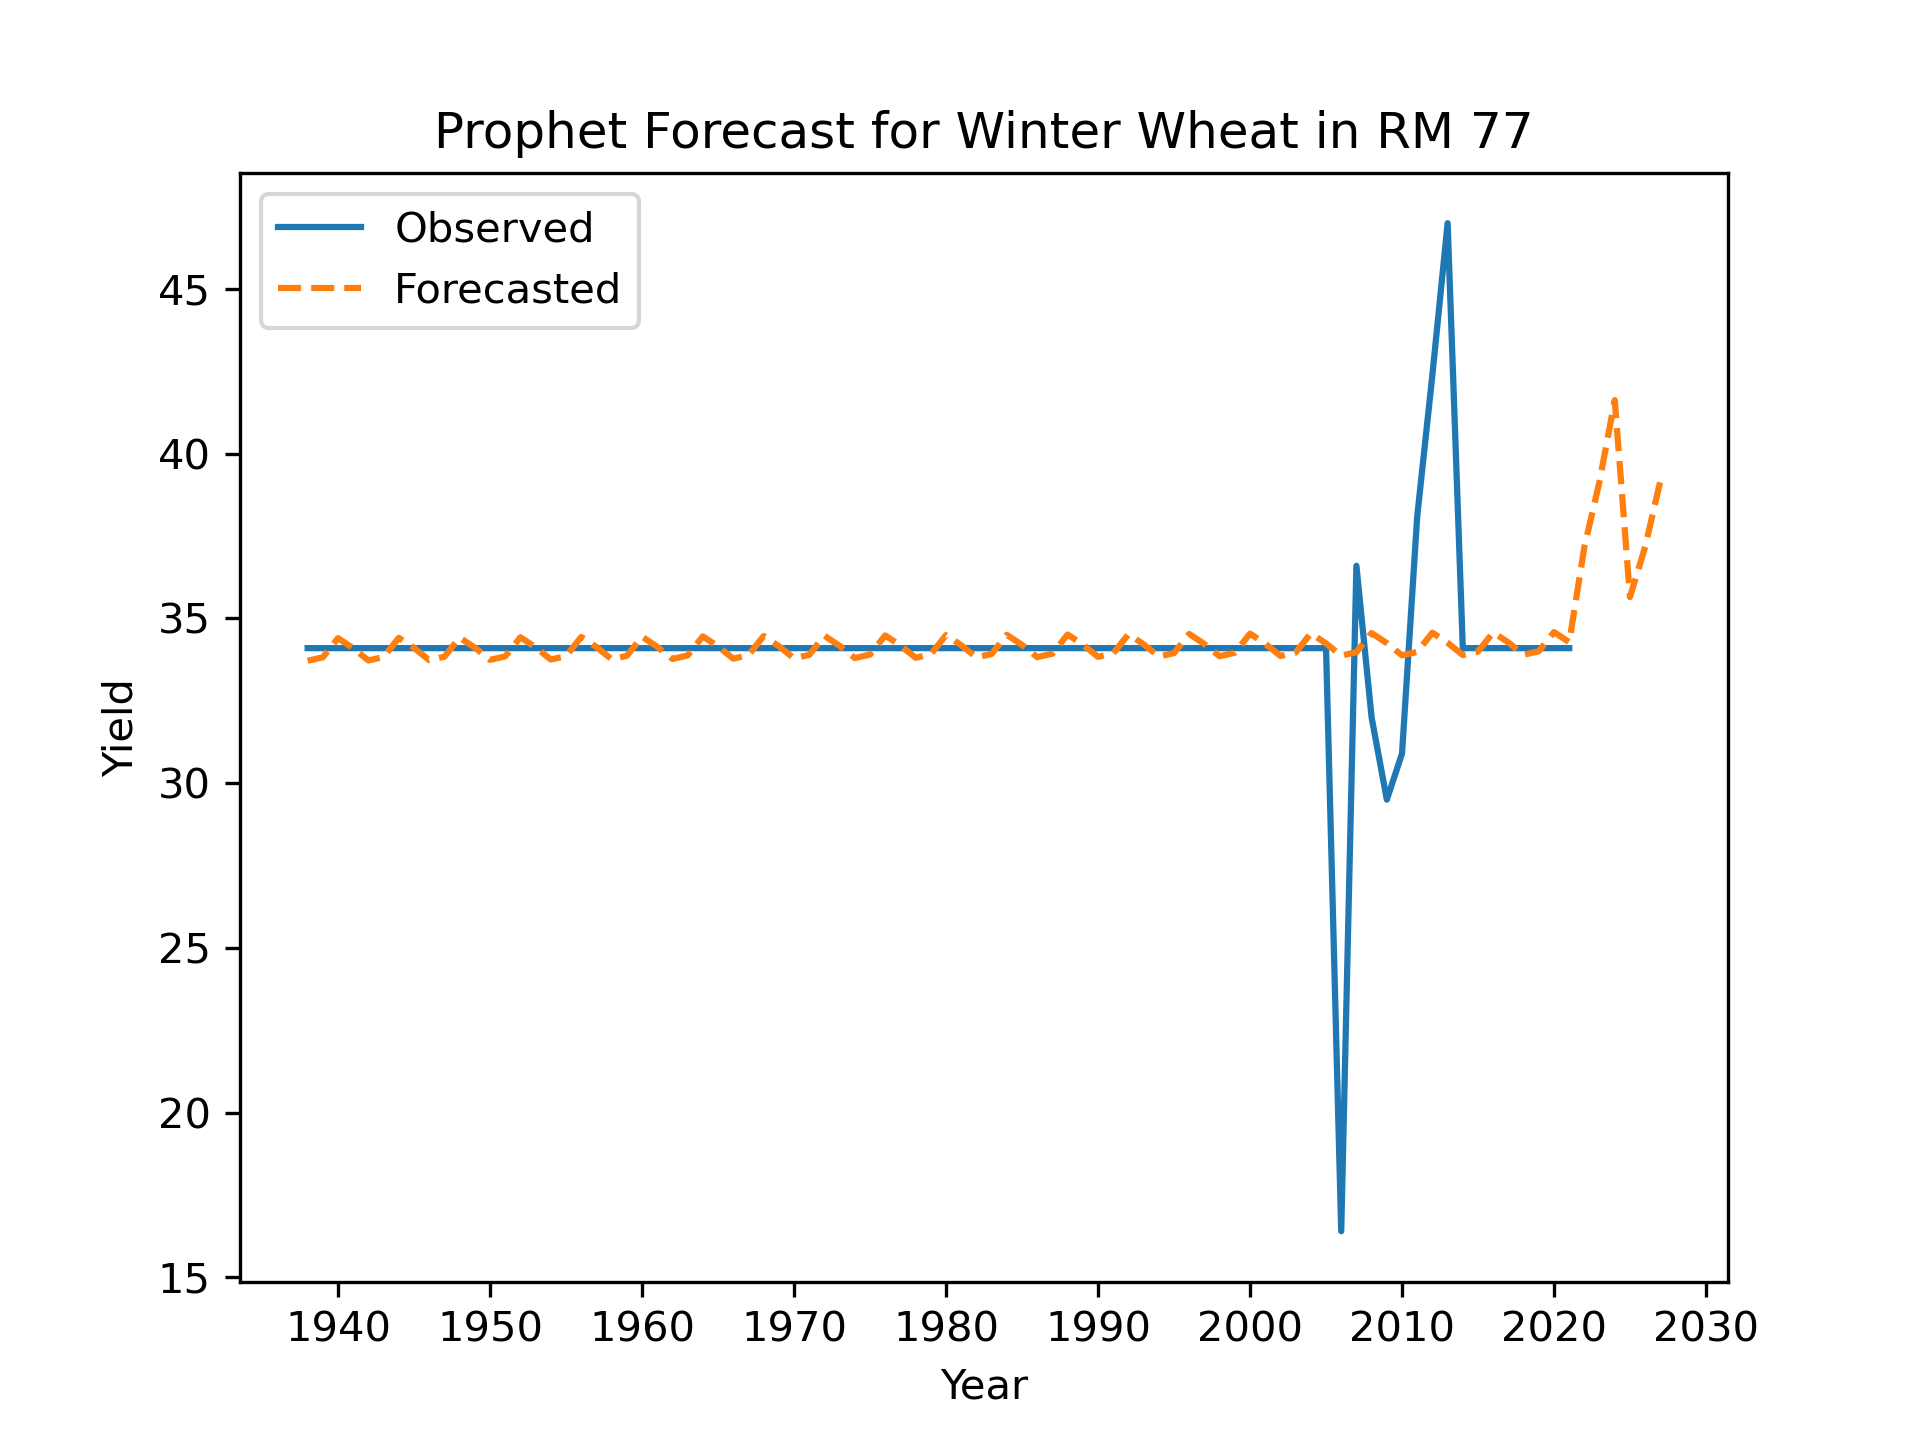 Prophet Forecast for Winter Wheat in RM 77
Observed
Forecasted
45
40
35
30
25
20
15
Yield
1940 1950 1960 1970 1980 1990 2000 2010 2020 2030
Year